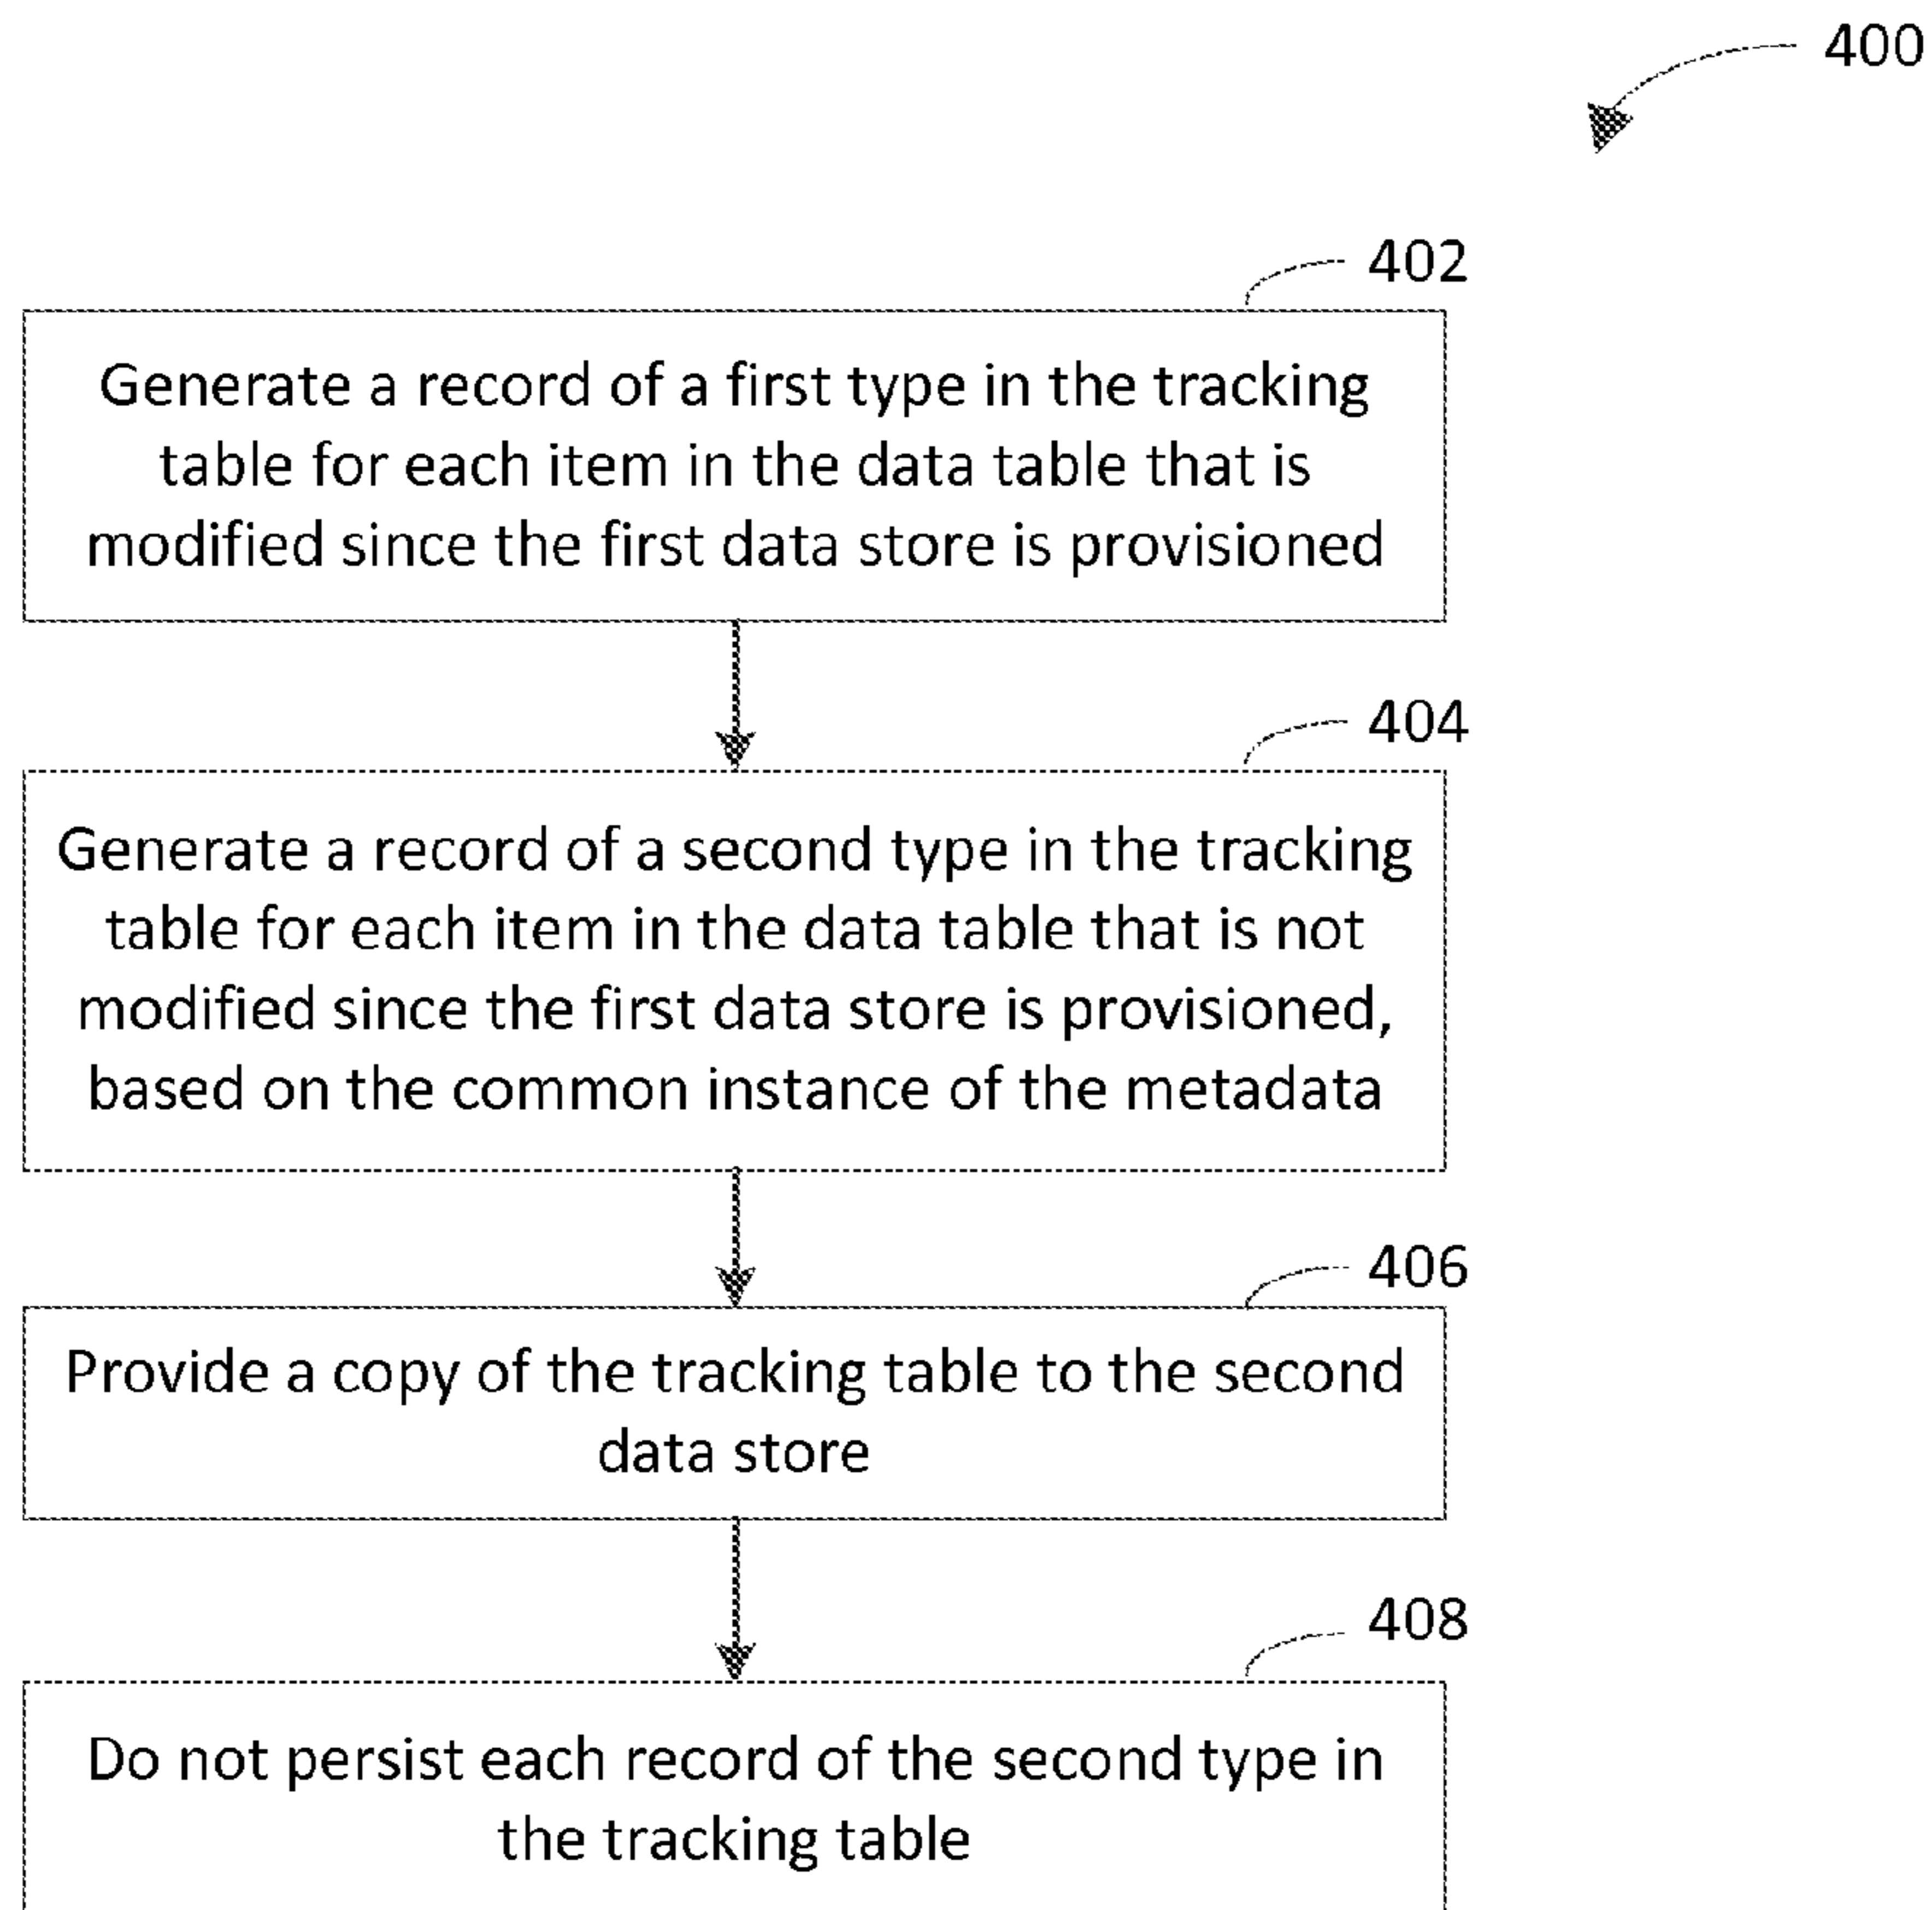 400
402
Generate a record of a first type in the tracking
table for each item in the data table that is
modified since the first data store is provisioned
404
Generate a record of a second type in the tracking
table for each item in the data table that is not
modified since the first data store is provisioned,
based on the common instance of the metadata
406
Provide a copy of the tracking table to the second
data store
408
Do not persist each record of the second type in
the tracking table